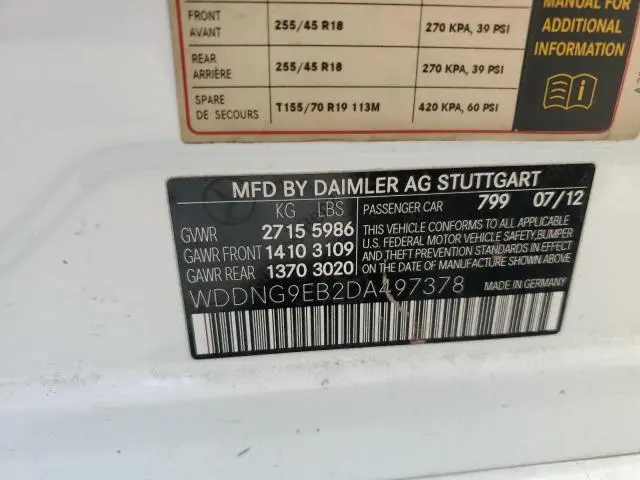 MANUAL FOR
ADDITIONAL
INFORMATION
FRONT
AVANT
255/45 R18
270 KPA, 39 PSI
REAR
ARRIÈRE
255/45 R18
270 KPA, 39 PSI
SPARE
DE SECOURS
T155/70 R19 113M
420 KPA, 60 PSI
MFD BY DAIMLER AG STUTTGART
KG LBS
GVWR 2715 5986
GAWR FRONT 1410 3109
GAWR REAR 1370 3020
PASSENGER CAR 799 07/12
THIS VEHICLE CONFORMS TO ALL APPLICABLE
U.S. FEDERAL MOTOR VEHICLE SAFETY, BUMPER
AND THEFT PREVENTION STANDARDS IN EFFECT
ON THE DATE OF MANUFACTURE SHOWN ABOVE.
WDDNG9EB2DA497378
MADE IN GERMANY